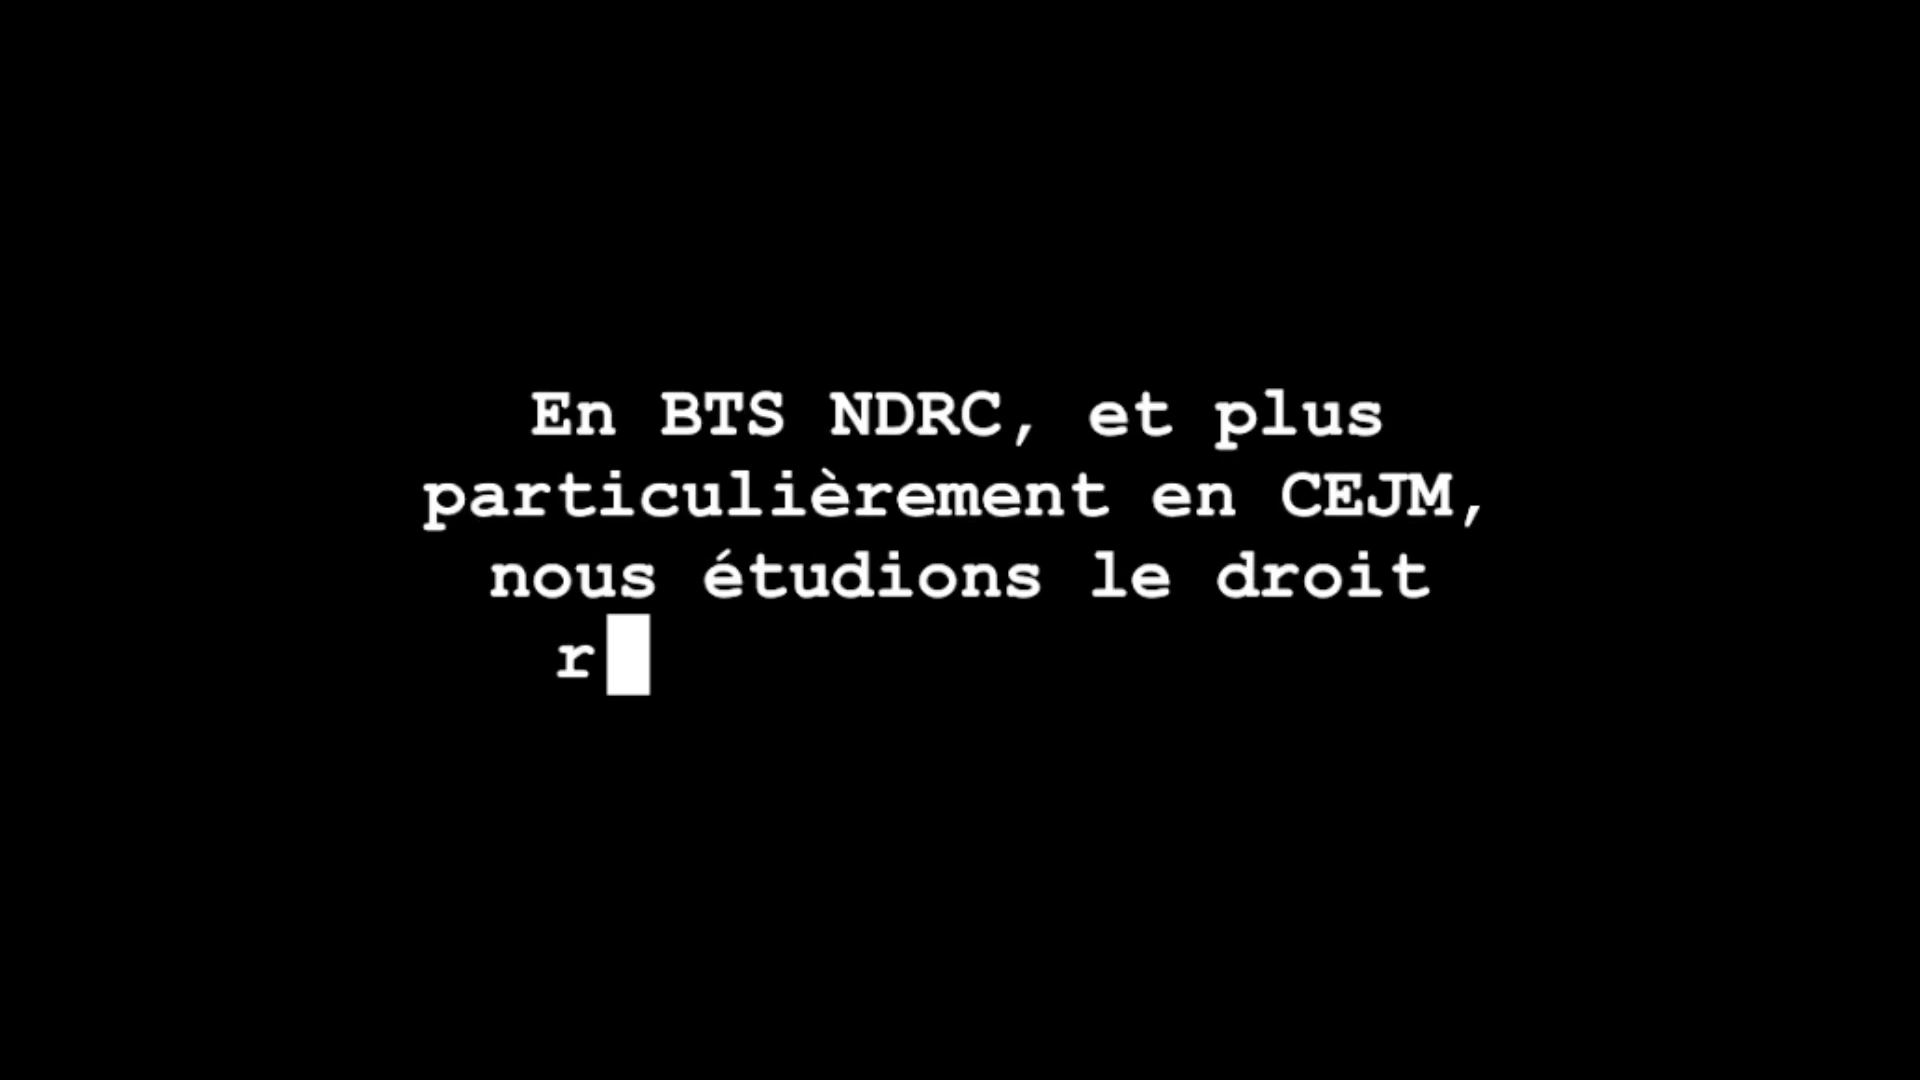 En BTS NDRC, et plus
particulièrement en CEJM,
nous étudions le droit
r